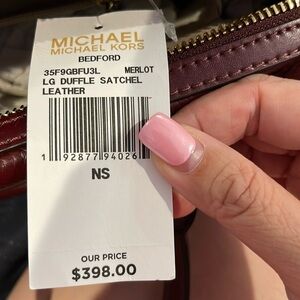 MICHAEL
MICHAEL KORS
BEDFORD
35F9GBFU3L MERLOT
LG DUFFLE SATCHEL
LEATHER
1 92877 94026
NS
OUR PRICE
$398.00